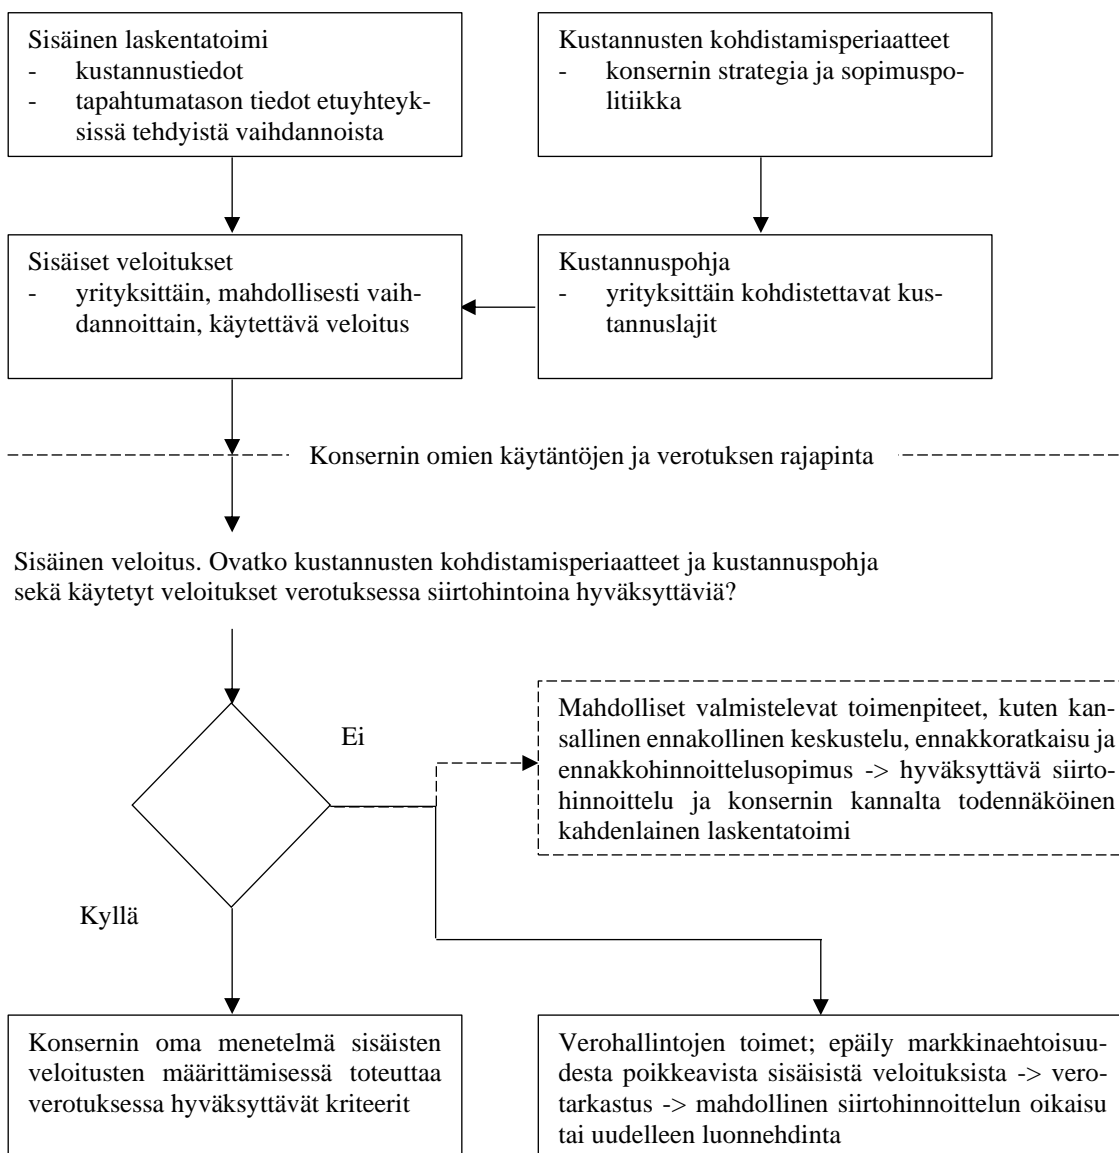 Sisäinen laskentatoimi
- kustannustiedot
- tapahtumatason tiedot etuyhteyk-
sissä tehdyistä vaihdannoista
Kustannusten kohdistamisperiaatteet
- konsernin strategia ja sopimuspo-
litiikka
Sisäiset veloitukset
- yrityksittäin, mahdollisesti vaih-
dannoittain, käytettävä veloitus
Kustannuspohja
- yrityksittäin kohdistettavat kus-
tannuslajit
Konsernin omien käytäntöjen ja verotuksen rajapinta
Sisäinen veloitus. Ovatko kustannusten kohdistamisperiaatteet ja kustannuspohja
sekä käytetyt veloitukset verotuksessa siirtohintoina hyväksyttäviä?
Ei
Mahdolliset valmistelevat toimenpiteet, kuten kan-
sallinen ennakollinen keskustelu, ennakkoratkaisu ja
ennakkohinnoittelusopimus -> hyväksyttävä siirto-
hinnoittelu ja konsernin kannalta todennäköinen
kahdenlainen laskentatoimi
Kyllä
Konsernin oma menetelmä sisäisten
veloitusten määrittämisessä toteuttaa
verotuksessa hyväksyttävät kriteerit
Verohallintojen toimet; epäily markkinaehtoisuu-
desta poikkeavista sisäisistä veloituksista -> vero-
tarkastus -> mahdollinen siirtohinnoittelun oikaisu
tai uudelleen luonnehdinta